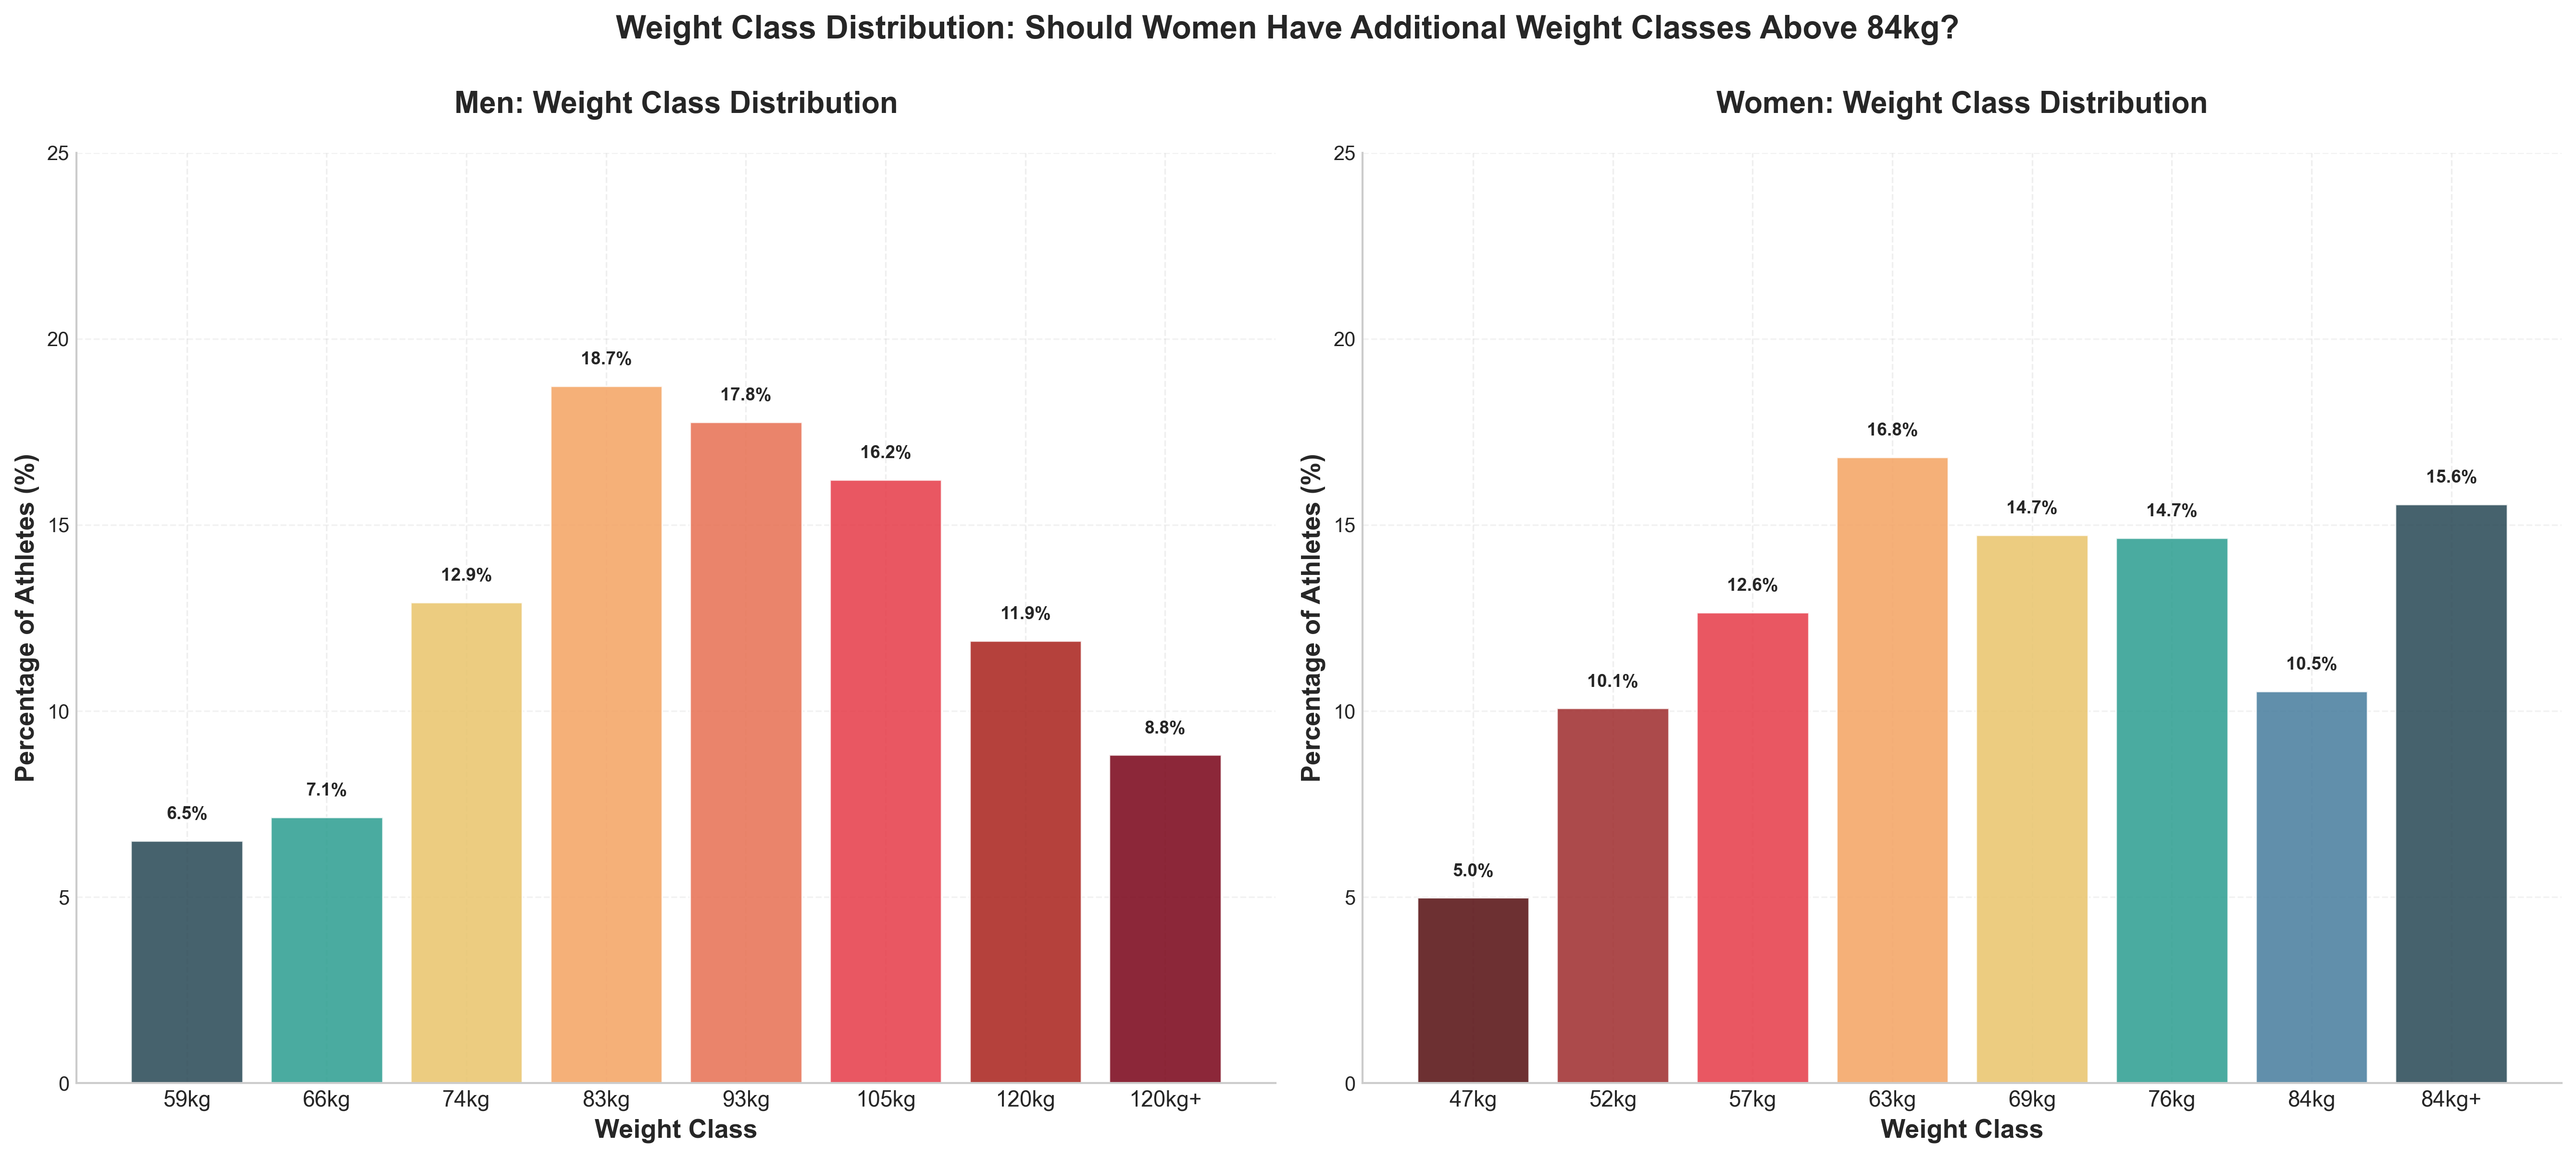 Weight Class Distribution: Should Women Have Additional Weight Classes Above 84kg?
Men: Weight Class Distribution
Percentage of Athletes (%)
25
20
15
10
5
0
6.5%
7.1%
12.9%
18.7%
17.8%
16.2%
11.9%
8.8%
59kg
66kg
74kg
83kg
93kg
105kg
120kg
120kg+
Weight Class
Women: Weight Class Distribution
Percentage of Athletes (%)
25
20
15
10
5
0
5.0%
10.1%
12.6%
16.8%
14.7%
14.7%
10.5%
15.6%
47kg
52kg
57kg
63kg
69kg
76kg
84kg
84kg+
Weight Class